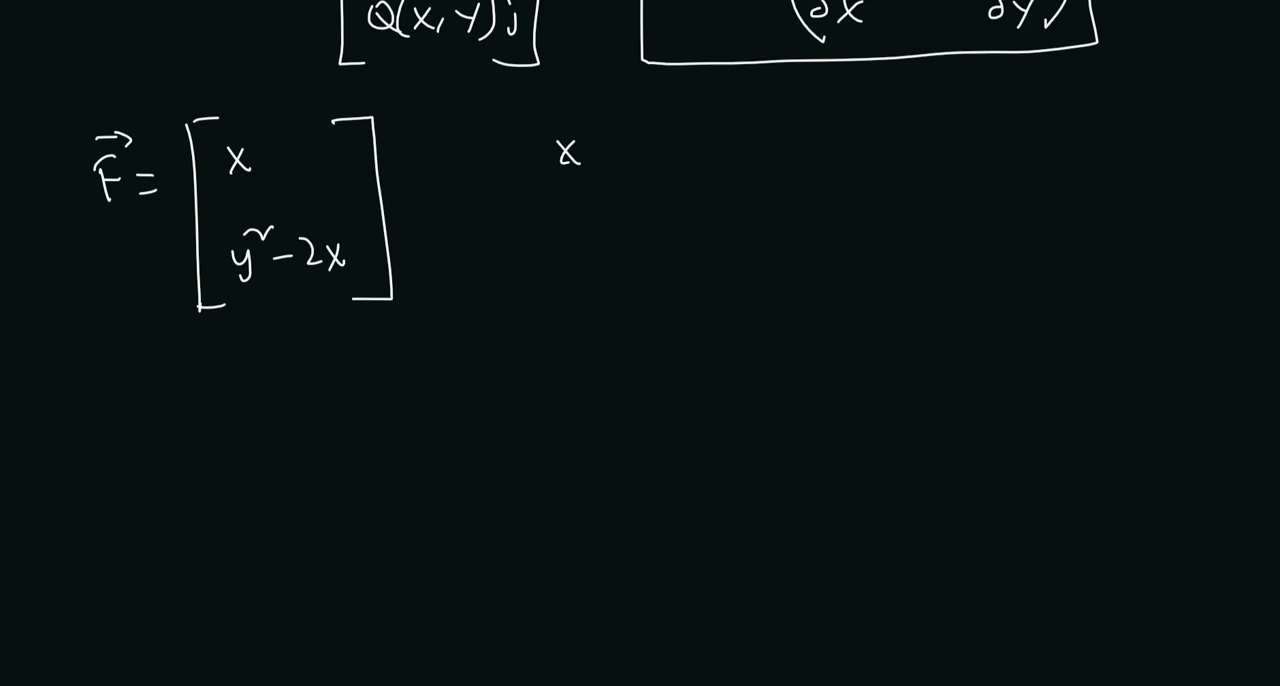 Q(x, y) j ∂x ∂y
F⃗ = [ x x
y² - 2x ]